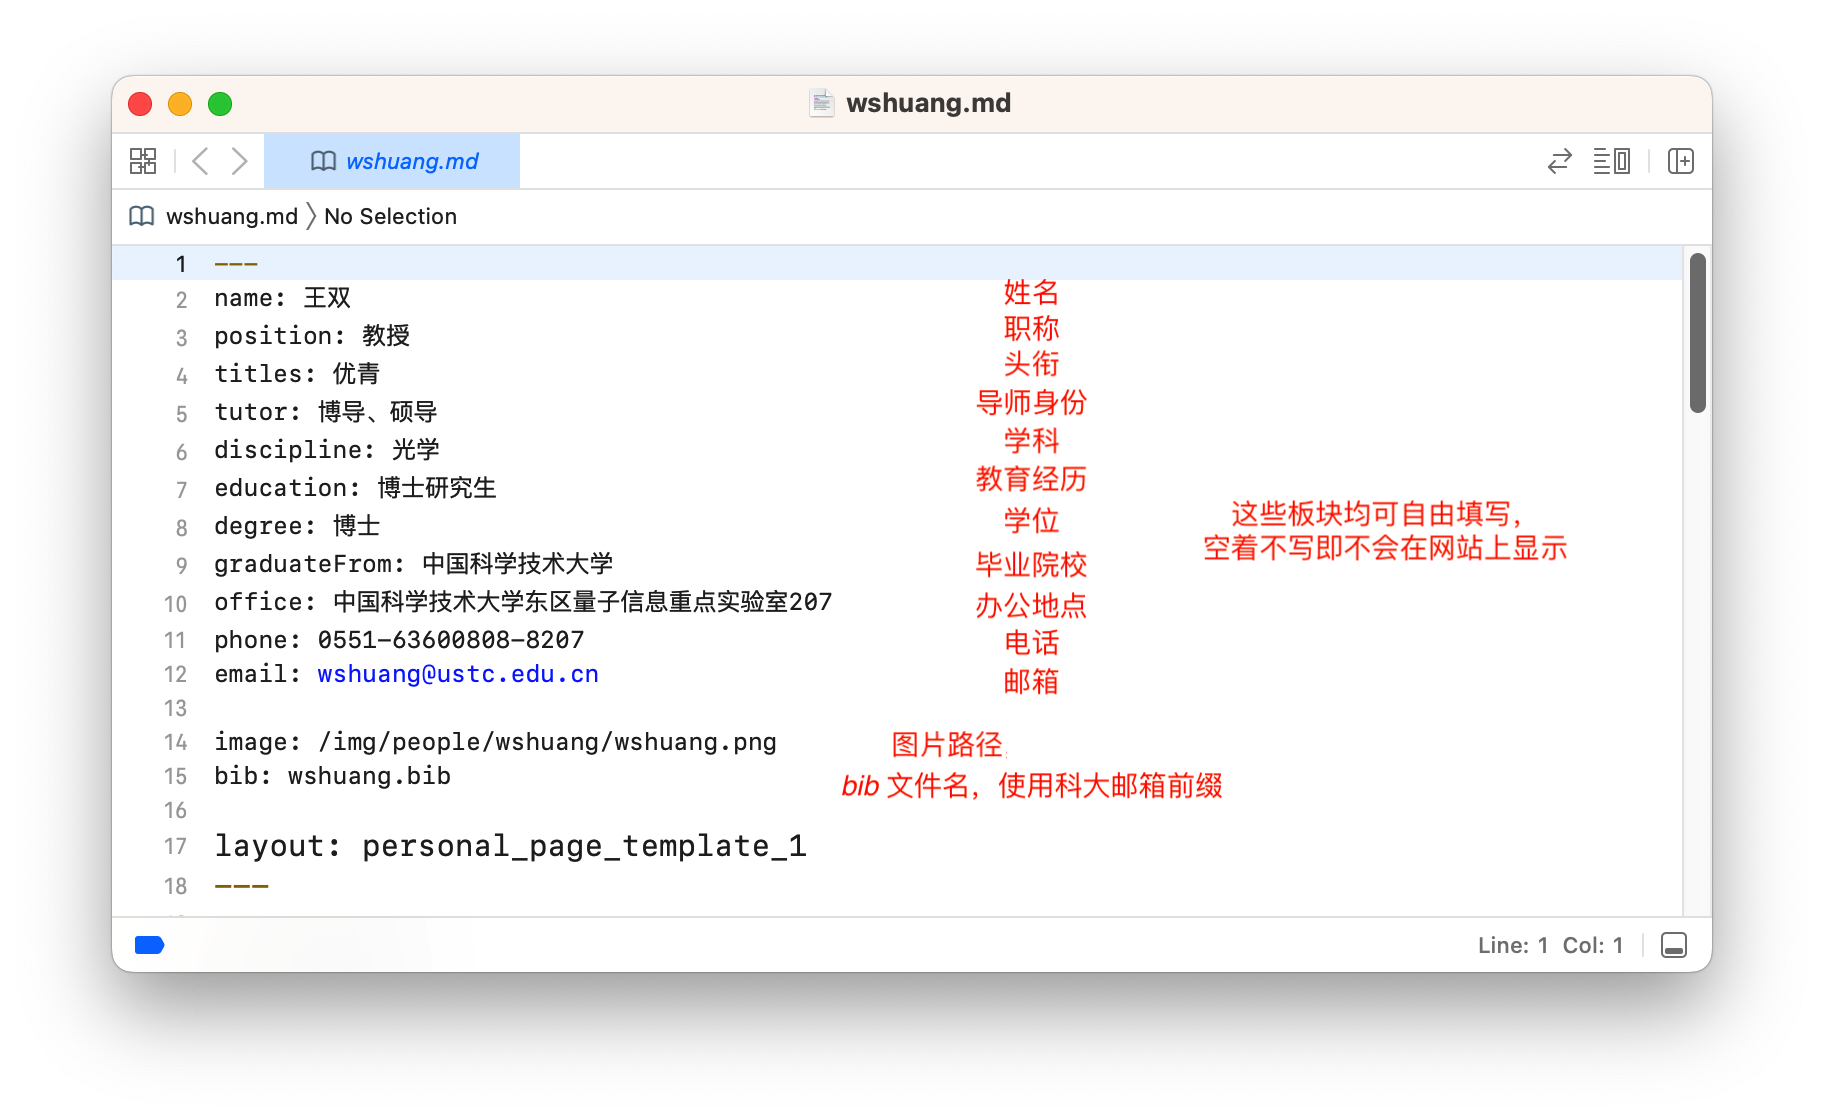 wshuang.md
wshuang.md
wshuang.md 〉 No Selection
1 ---
2 name: 王双 姓名
3 position: 教授 职称
4 titles: 优青 头衔
5 tutor: 博导、硕导 导师身份
6 discipline: 光学 学科
7 education: 博士研究生 教育经历
8 degree: 博士 学位
这些板块均可自由填写，
空着不写即不会在网站上显示
9 graduateFrom: 中国科学技术大学 毕业院校
10 office: 中国科学技术大学东区量子信息重点实验室207 办公地点
11 phone: 0551-63600808-8207 电话
12 email: wshuang@ustc.edu.cn 邮箱
13
14 image: /img/people/wshuang/wshuang.png 图片路径
15 bib: wshuang.bib bib 文件名，使用科大邮箱前缀
16
17 layout: personal_page_template_1
18 ---
Line: 1 Col: 1